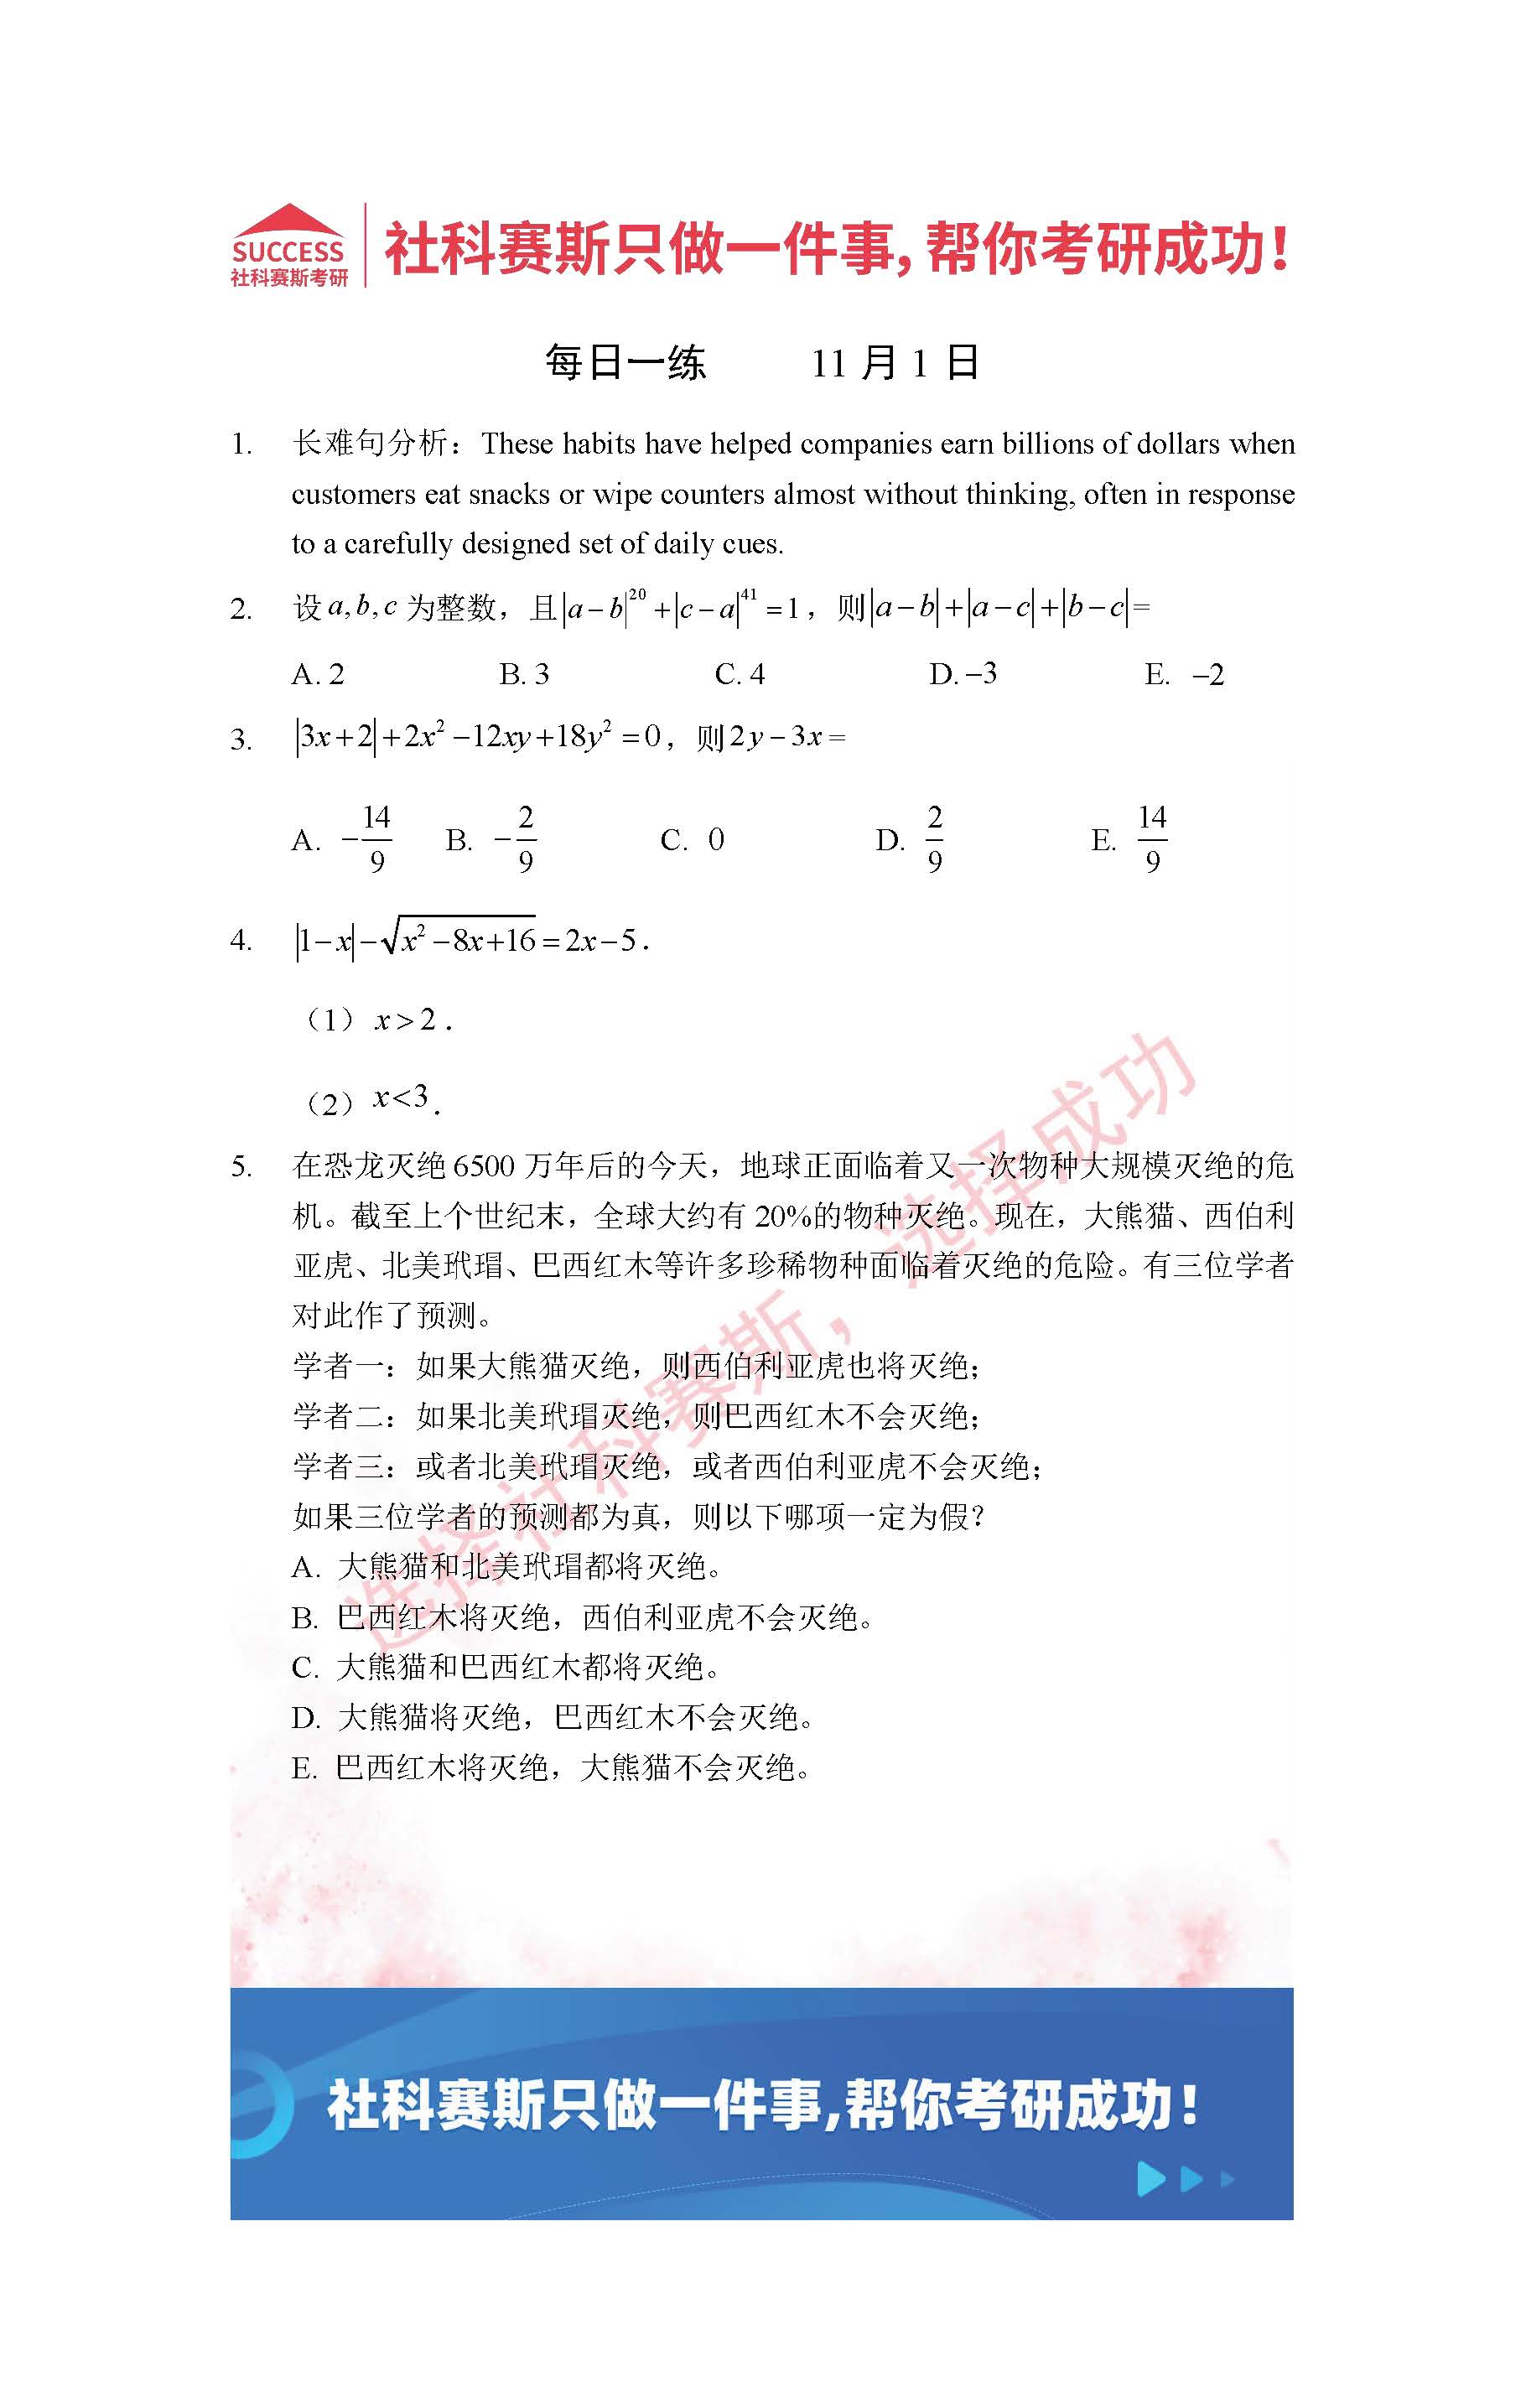 SUCCESS
社科赛斯考研
社科赛斯只做一件事,帮你考研成功!
每日一练 11 月 1 日
1. 长难句分析：These habits have helped companies earn billions of dollars when
customers eat snacks or wipe counters almost without thinking, often in response
to a carefully designed set of daily cues.
2. 设 a,b,c 为整数，且|a−b|^20+|c−a|^41=1，则|a−b|+|a−c|+|b−c|=
A. 2 B. 3 C. 4 D. −3 E. −2
3. |3x+2|+2x²−12xy+18y²=0，则2y−3x=
A. −14/9 B. −2/9 C. 0 D. 2/9 E. 14/9
4. |1−x|−√(x²−8x+16)=2x−5.
（1）x>2.
（2）x<3.
5. 在恐龙灭绝 6500 万年后的今天，地球正面临着又一次物种大规模灭绝的危
机。截至上个世纪末，全球大约有 20%的物种灭绝。现在，大熊猫、西伯利
亚虎、北美玳瑁、巴西红木等许多珍稀物种面临着灭绝的危险。有三位学者
对此作了预测。
学者一：如果大熊猫灭绝，则西伯利亚虎也将灭绝；
学者二：如果北美玳瑁灭绝，则巴西红木不会灭绝；
学者三：或者北美玳瑁灭绝，或者西伯利亚虎不会灭绝；
如果三位学者的预测都为真，则以下哪项一定为假？
A. 大熊猫和北美玳瑁都将灭绝。
B. 巴西红木将灭绝，西伯利亚虎不会灭绝。
C. 大熊猫和巴西红木都将灭绝。
D. 大熊猫将灭绝，巴西红木不会灭绝。
E. 巴西红木将灭绝，大熊猫不会灭绝。
选择社科赛斯，选择成功
社科赛斯只做一件事,帮你考研成功!